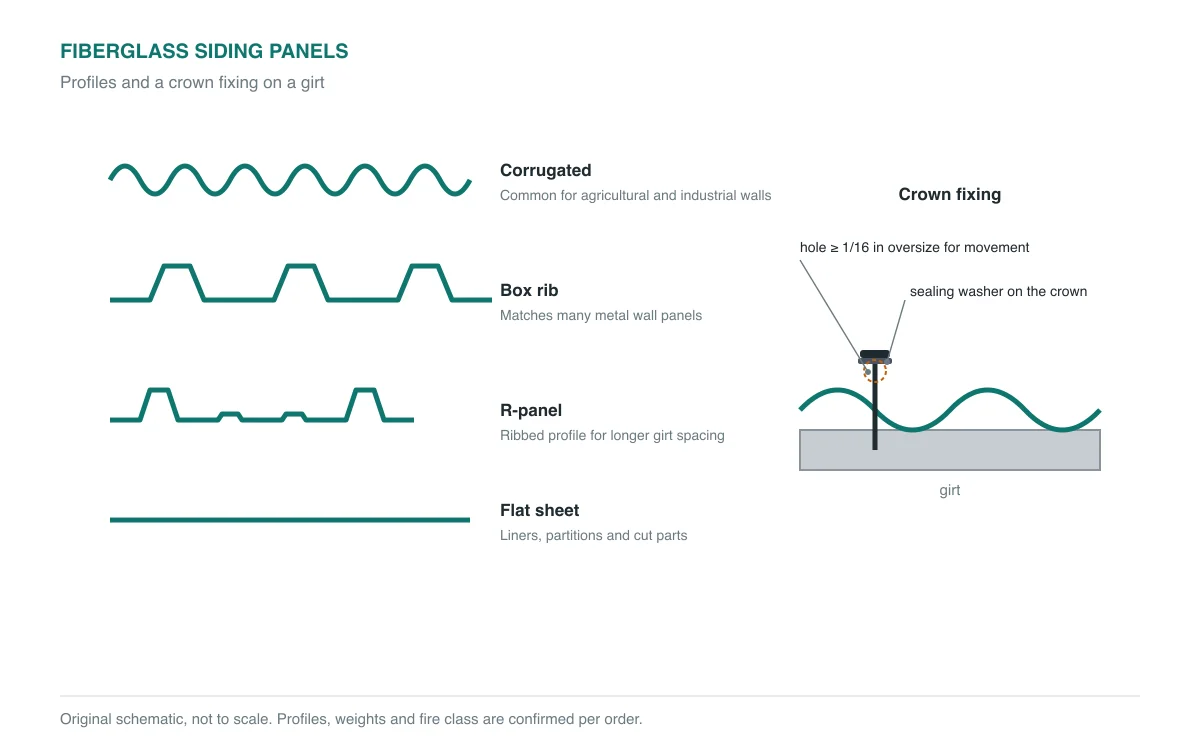 FIBERGLASS SIDING PANELS
Profiles and a crown fixing on a girt
Corrugated
Common for agricultural and industrial walls
Box rib
Matches many metal wall panels
R-panel
Ribbed profile for longer girt spacing
Flat sheet
Liners, partitions and cut parts
Crown fixing
hole ≥ 1/16 in oversize for movement
sealing washer on the crown
girt
Original schematic, not to scale. Profiles, weights and fire class are confirmed per order.